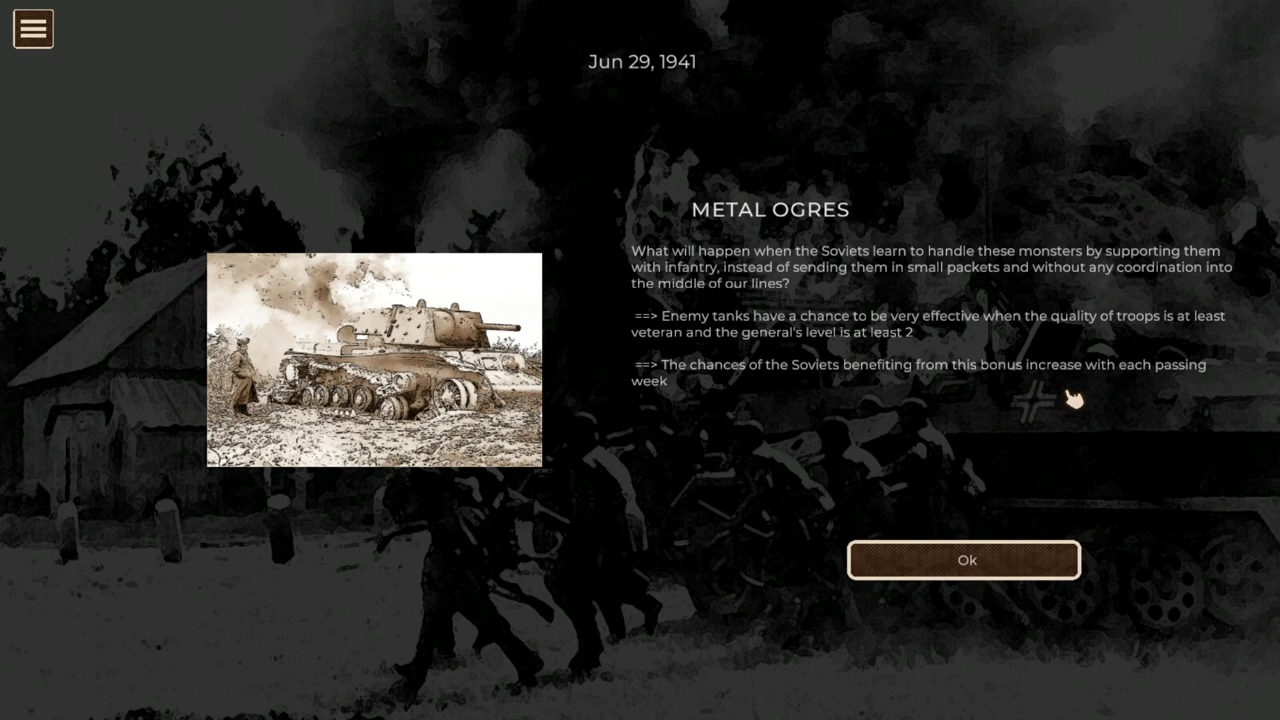 Jun 29, 1941
METAL OGRES
What will happen when the Soviets learn to handle these monsters by supporting them
with infantry, instead of sending them in small packets and without any coordination into
the middle of our lines?
==> Enemy tanks have a chance to be very effective when the quality of troops is at least
veteran and the general's level is at least 2
==> The chances of the Soviets benefiting from this bonus increase with each passing
week
Ok